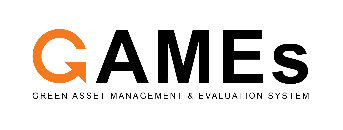 GAMEs
GREEN ASSET MANAGEMENT & EVALUATION SYSTEM